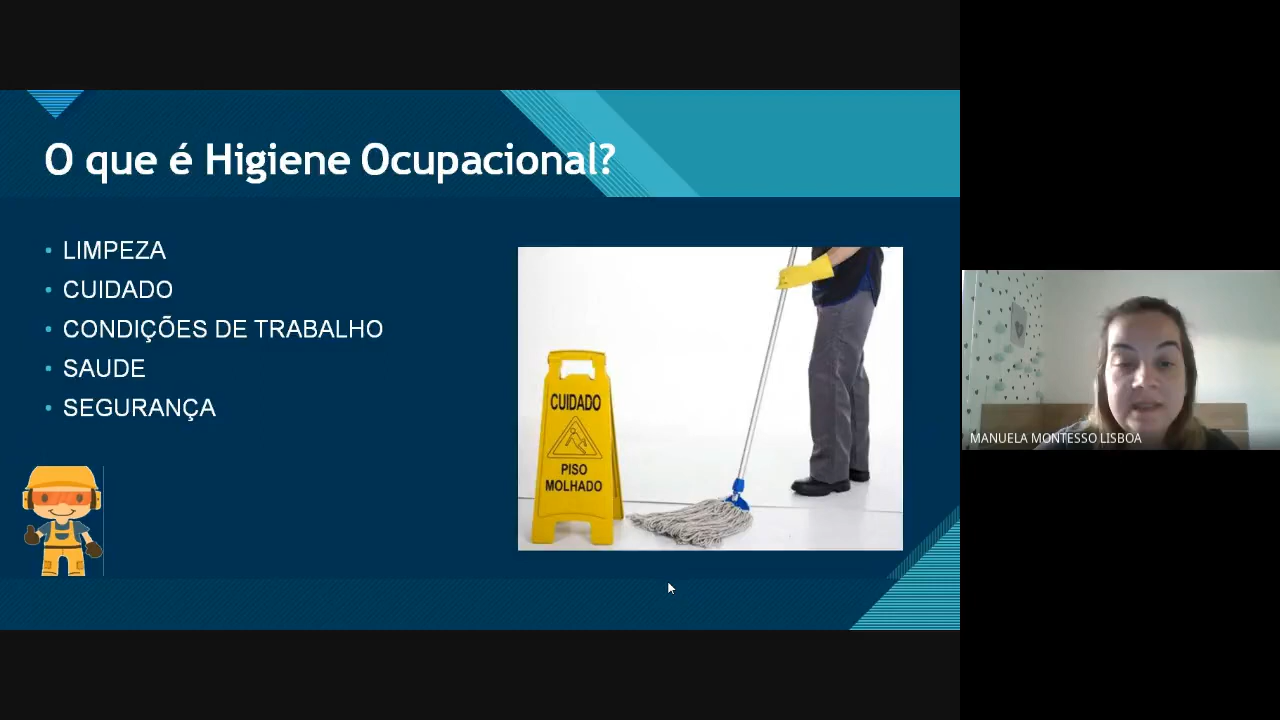 O que é Higiene Ocupacional?
LIMPEZA
CUIDADO
CONDIÇÕES DE TRABALHO
SAUDE
SEGURANÇA
CUIDADO
PISO
MOLHADO
MANUELA MONTESSO LISBOA